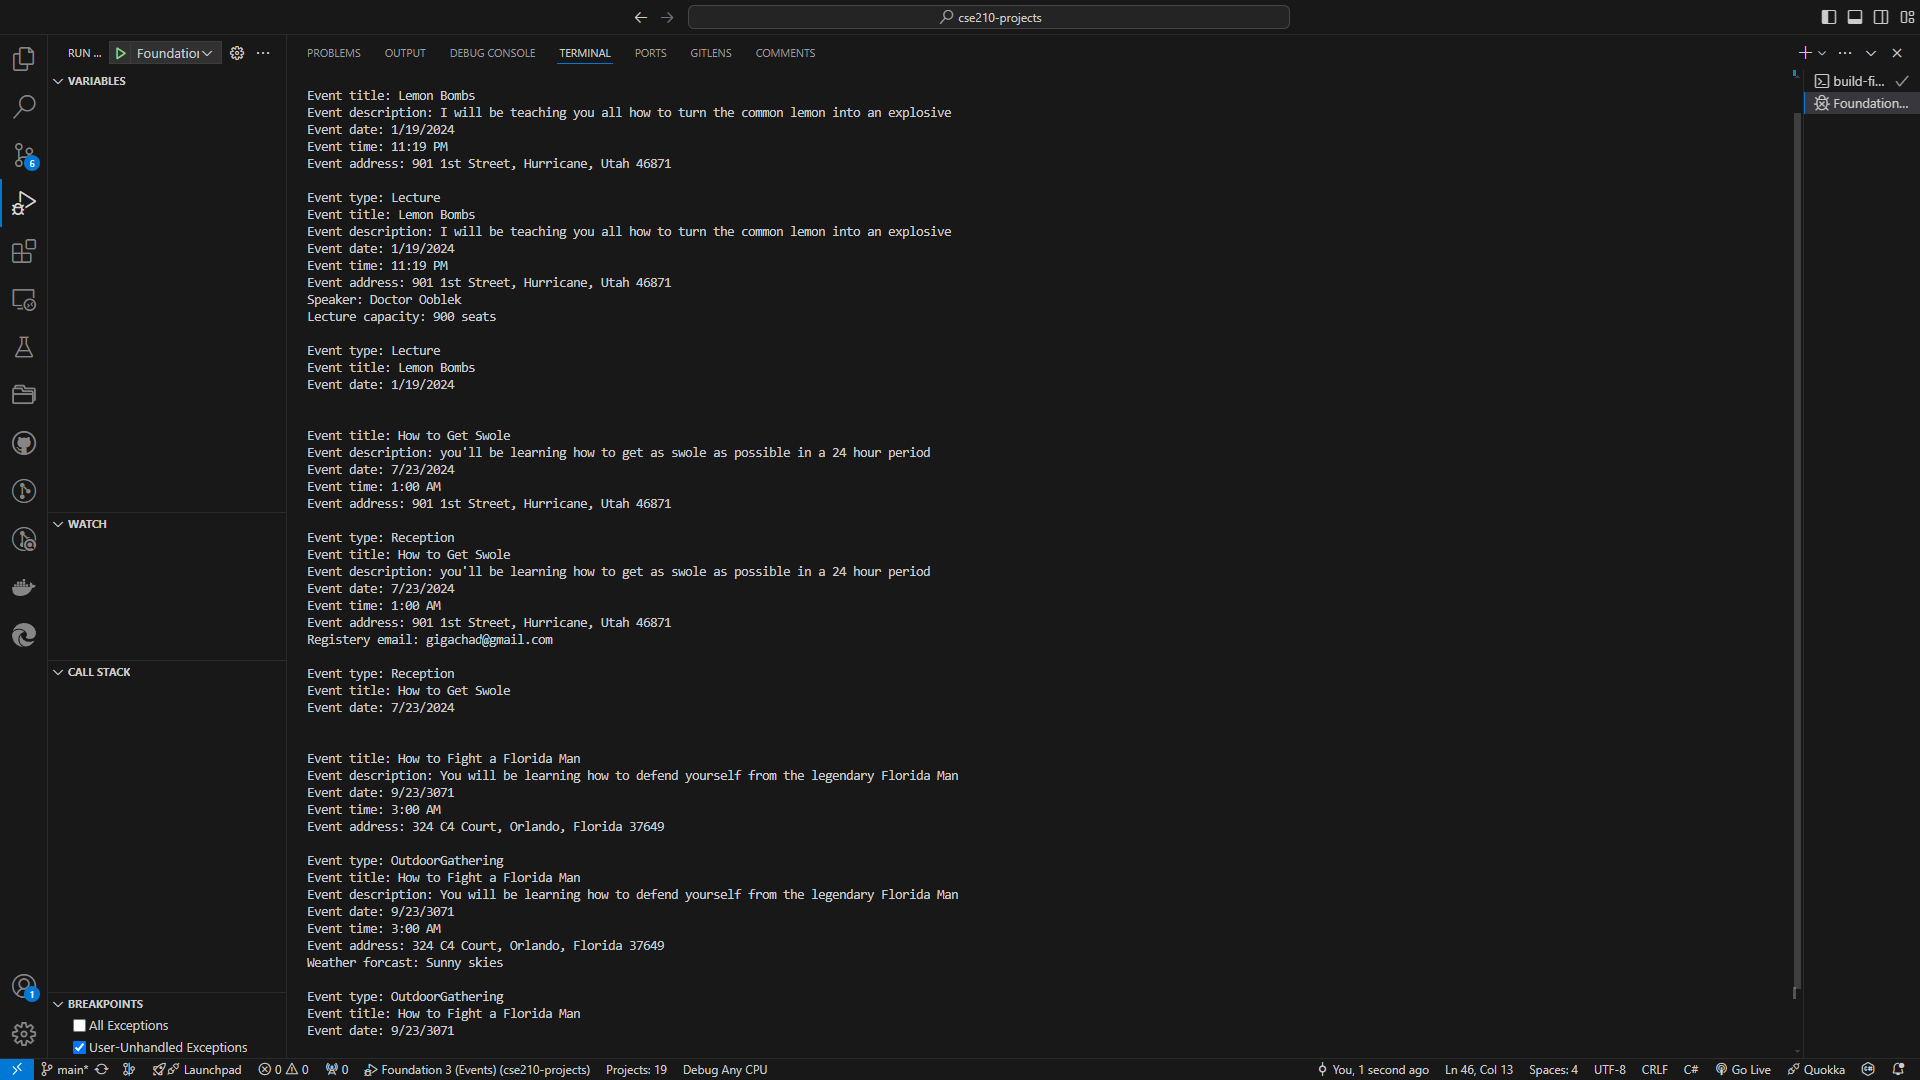 cse210-projects
RUN ...
Foundation
PROBLEMS
OUTPUT
DEBUG CONSOLE
TERMINAL
PORTS
GITLENS
COMMENTS
VARIABLES
WATCH
CALL STACK
BREAKPOINTS
All Exceptions
User-Unhandled Exceptions
6
1
Event title: Lemon Bombs
Event description: I will be teaching you all how to turn the common lemon into an explosive
Event date: 1/19/2024
Event time: 11:19 PM
Event address: 901 1st Street, Hurricane, Utah 46871
Event type: Lecture
Event title: Lemon Bombs
Event description: I will be teaching you all how to turn the common lemon into an explosive
Event date: 1/19/2024
Event time: 11:19 PM
Event address: 901 1st Street, Hurricane, Utah 46871
Speaker: Doctor Ooblek
Lecture capacity: 900 seats
Event type: Lecture
Event title: Lemon Bombs
Event date: 1/19/2024
Event title: How to Get Swole
Event description: you'll be learning how to get as swole as possible in a 24 hour period
Event date: 7/23/2024
Event time: 1:00 AM
Event address: 901 1st Street, Hurricane, Utah 46871
Event type: Reception
Event title: How to Get Swole
Event description: you'll be learning how to get as swole as possible in a 24 hour period
Event date: 7/23/2024
Event time: 1:00 AM
Event address: 901 1st Street, Hurricane, Utah 46871
Registery email: gigachad@gmail.com
Event type: Reception
Event title: How to Get Swole
Event date: 7/23/2024
Event title: How to Fight a Florida Man
Event description: You will be learning how to defend yourself from the legendary Florida Man
Event date: 9/23/3071
Event time: 3:00 AM
Event address: 324 C4 Court, Orlando, Florida 37649
Event type: OutdoorGathering
Event title: How to Fight a Florida Man
Event description: You will be learning how to defend yourself from the legendary Florida Man
Event date: 9/23/3071
Event time: 3:00 AM
Event address: 324 C4 Court, Orlando, Florida 37649
Weather forcast: Sunny skies
Event type: OutdoorGathering
Event title: How to Fight a Florida Man
Event date: 9/23/3071
build-fi...
Foundation...
main*
Launchpad
0
0
0
Foundation 3 (Events) (cse210-projects)
Projects: 19
Debug Any CPU
You, 1 second ago
Ln 46, Col 13
Spaces: 4
UTF-8
CRLF
C#
Go Live
Quokka